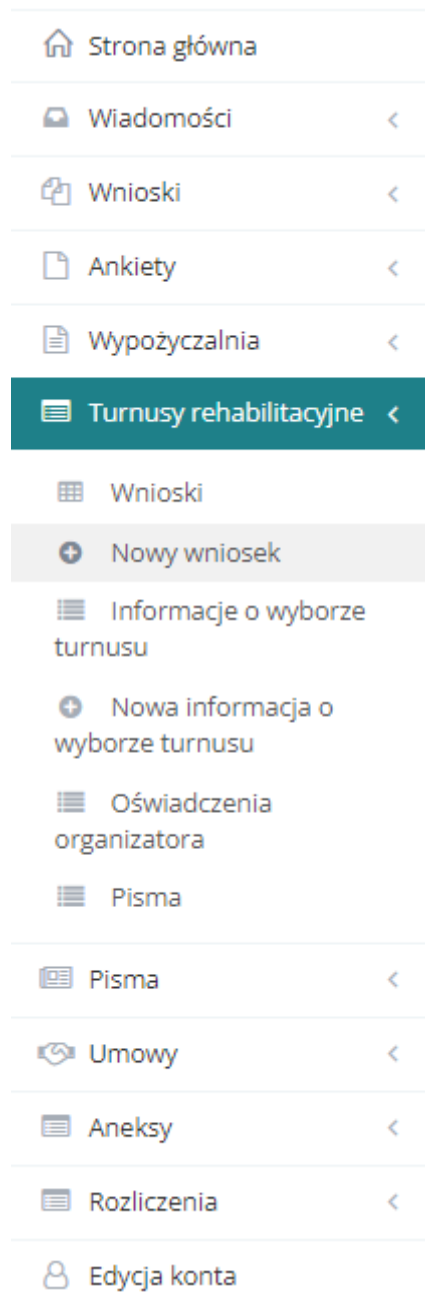 Strona główna
Wiadomości
Wnioski
Ankiety
Wypożyczalnia
Turnusy rehabilitacyjne
Wnioski
Nowy wniosek
Informacje o wyborze
turnusu
Nowa informacja o
wyborze turnusu
Oświadczenia
organizatora
Pisma
Pisma
Umowy
Aneksy
Rozliczenia
Edycja konta